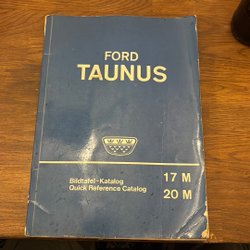 FORD
TAUNUS
Bildtafel-Katalog
Quick Reference Catalog
17 M
20 M